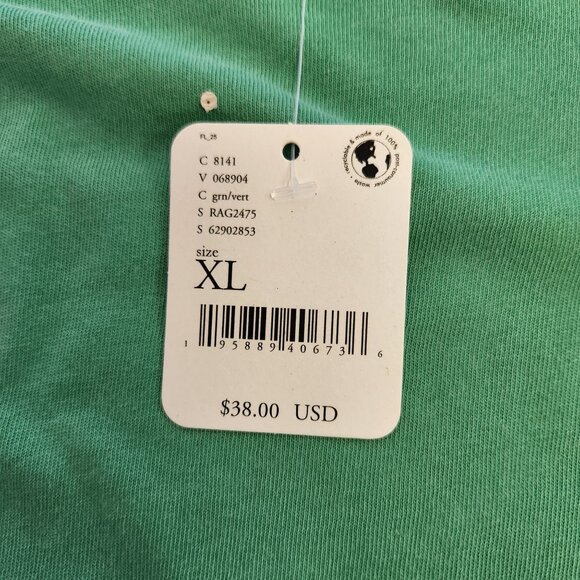 FL_25
C 8141
V 068904
C grn/vert
S RAG2475
S 62902853
size
XL
1 95889 40673 6
$38.00 USD
recyclable & made of 100% post-consumer waste •